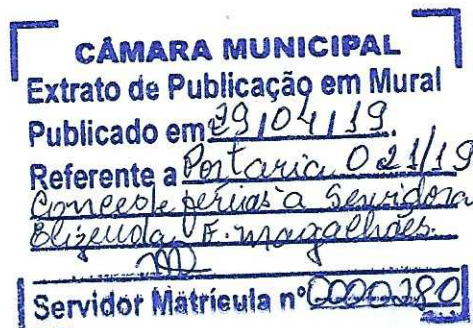 CÂMARA MUNICIPAL
Extrato de Publicação em Mural
Publicado em 29/04/19.
Referente a Portaria 021/19
Concede férias a Servidora
Elizeuda F. Magalhães.
Servidor Matrícula nº 0000280